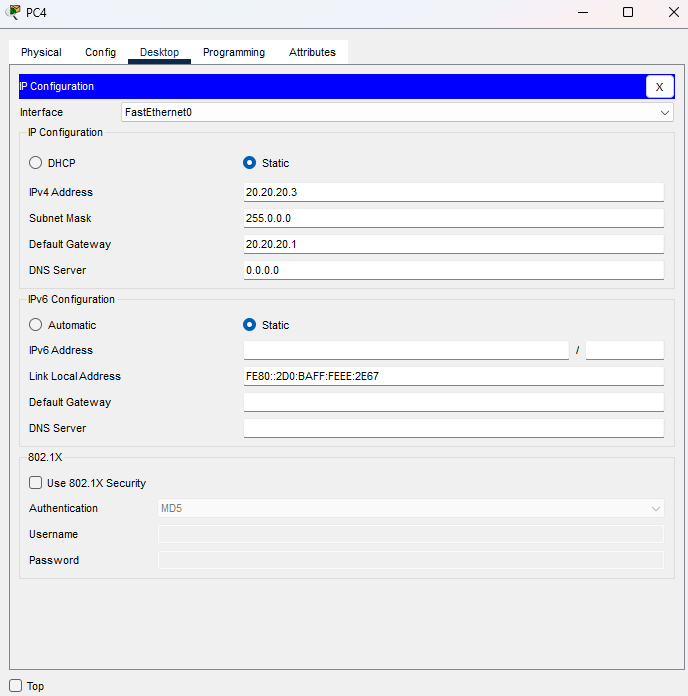 PC4
Physical Config Desktop Programming Attributes
IP Configuration X
Interface FastEthernet0
IP Configuration
DHCP Static
IPv4 Address 20.20.20.3
Subnet Mask 255.0.0.0
Default Gateway 20.20.20.1
DNS Server 0.0.0.0
IPv6 Configuration
Automatic Static
IPv6 Address /
Link Local Address FE80::2D0:BAFF:FEEE:2E67
Default Gateway
DNS Server
802.1X
Use 802.1X Security
Authentication MD5
Username
Password
Top